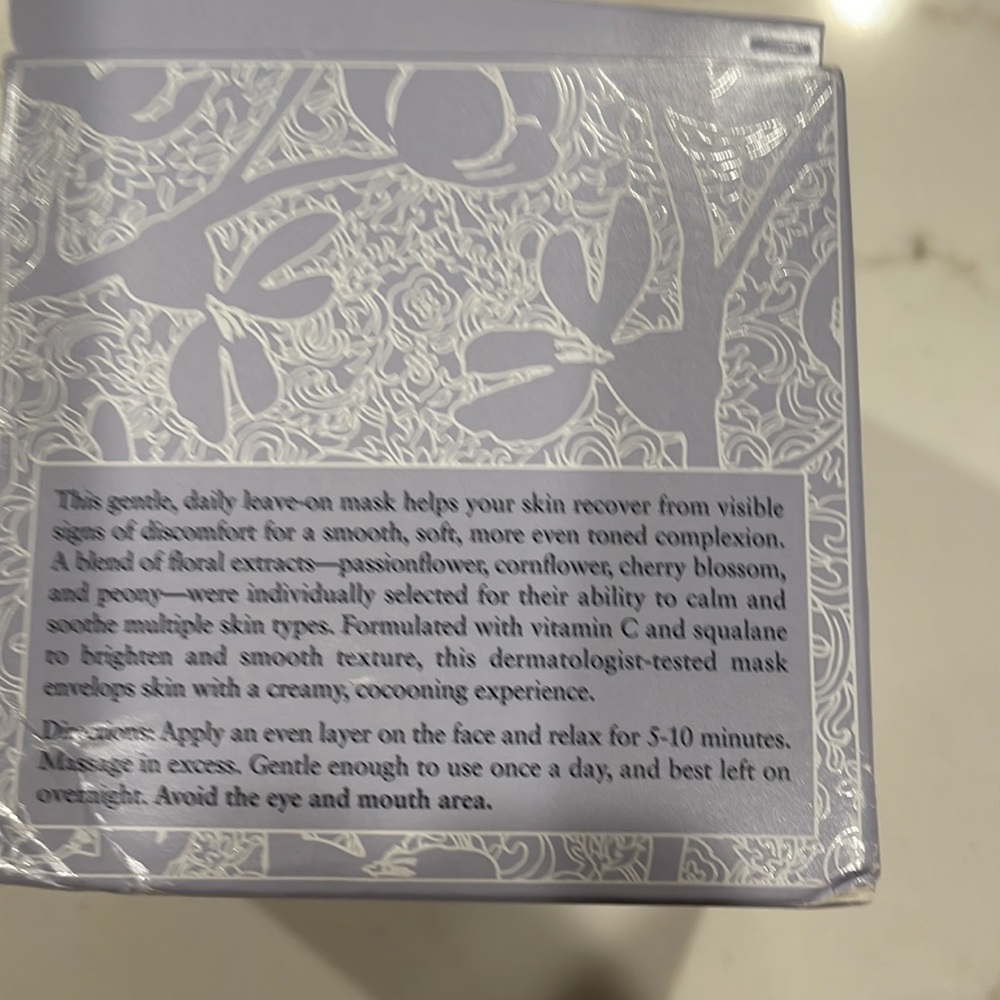 This gentle, daily leave-on mask helps your skin recover from visible
signs of discomfort for a smooth, soft, more even toned complexion.
A blend of floral extracts—passionflower, cornflower, cherry blossom,
and peony—were individually selected for their ability to calm and
soothe multiple skin types. Formulated with vitamin C and squalane
to brighten and smooth texture, this dermatologist-tested mask
envelops skin with a creamy, cocooning experience.
Directions: Apply an even layer on the face and relax for 5-10 minutes.
Massage in excess. Gentle enough to use once a day, and best left on
overnight. Avoid the eye and mouth area.